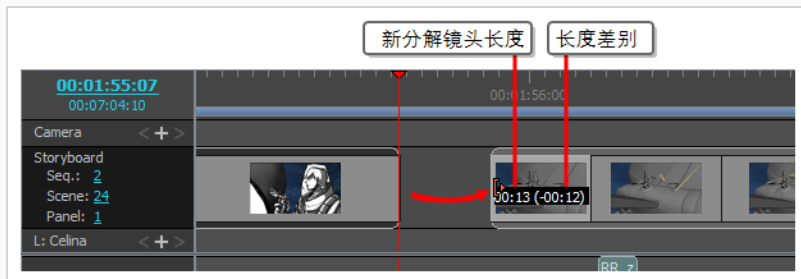 新分解镜头长度
长度差别
00:01:55:07
00:07:04:10
00:01:56:00
Camera
Storyboard
Seq.: 2
Scene: 24
Panel: 1
00:13 (-00:12)
L: Celina
RR_z